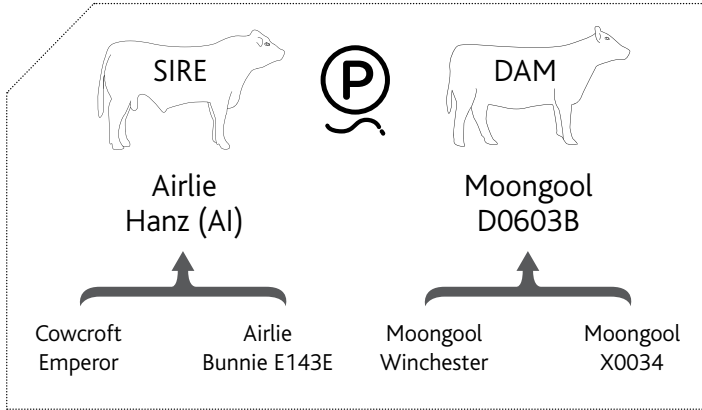 SIRE
P
DAM
Airlie
Hanz (AI)
Moongool
D0603B
Cowcroft
Emperor
Airlie
Bunnie E143E
Moongool
Winchester
Moongool
X0034